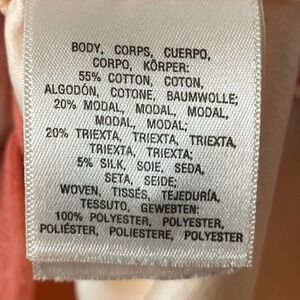 BODY, CORPS, CUERPO,
CORPO, KÖRPER:
55% COTTON, COTON,
ALGODÓN, COTONE, BAUMWOLLE;
20% MODAL, MODAL, MODAL,
MODAL, MODAL;
20% TRIEXTA, TRIEXTA, TRIEXTA,
TRIEXTA, TRIEXTA;
5% SILK, SOIE, SEDA,
SETA, SEIDE;
WOVEN, TISSÉS, TEJEDURÍA,
TESSUTO, GEWEBTEN:
100% POLYESTER, POLYESTER,
POLIÉSTER, POLIESTERE, POLYESTER